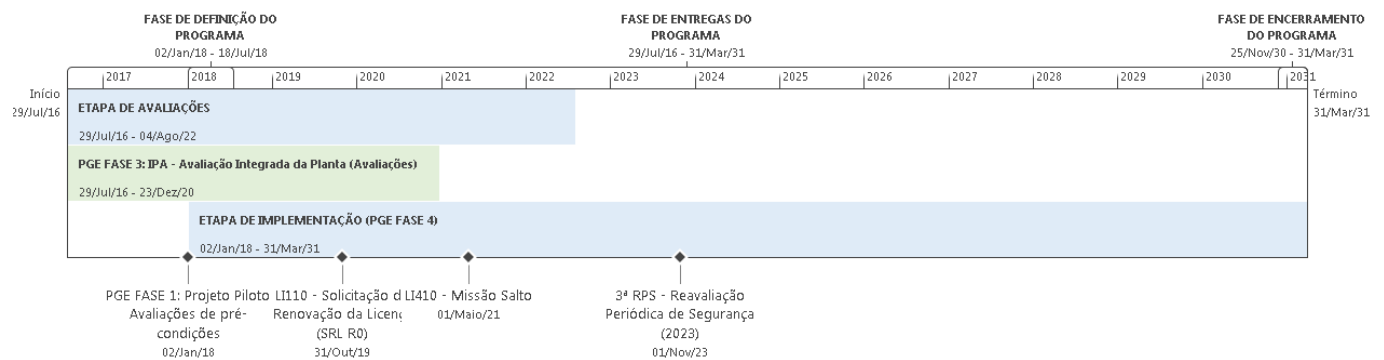 FASE DE DEFINIÇÃO DO
PROGRAMA
02/Jan/18 - 18/Jul/18
FASE DE ENTREGAS DO
PROGRAMA
29/Jul/16 - 31/Mar/31
FASE DE ENCERRAMENTO
DO PROGRAMA
25/Nov/30 - 31/Mar/31
2017 2018 2019 2020 2021 2022 2023 2024 2025 2026 2027 2028 2029 2030 2031
Início
29/Jul/16
Término
31/Mar/31
ETAPA DE AVALIAÇÕES
29/Jul/16 - 04/Ago/22
PGE FASE 3: IPA - Avaliação Integrada da Planta (Avaliações)
29/Jul/16 - 23/Dez/20
ETAPA DE IMPLEMENTAÇÃO (PGE FASE 4)
02/Jan/18 - 31/Mar/31
PGE FASE 1: Projeto Piloto
Avaliações de pré-
condições
02/Jan/18
LI110 - Solicitação d
Renovação da Licenç
(SRL R0)
31/Out/19
LI410 - Missão Salto
01/Maio/21
3ª RPS - Reavaliação
Periódica de Segurança
(2023)
01/Nov/23